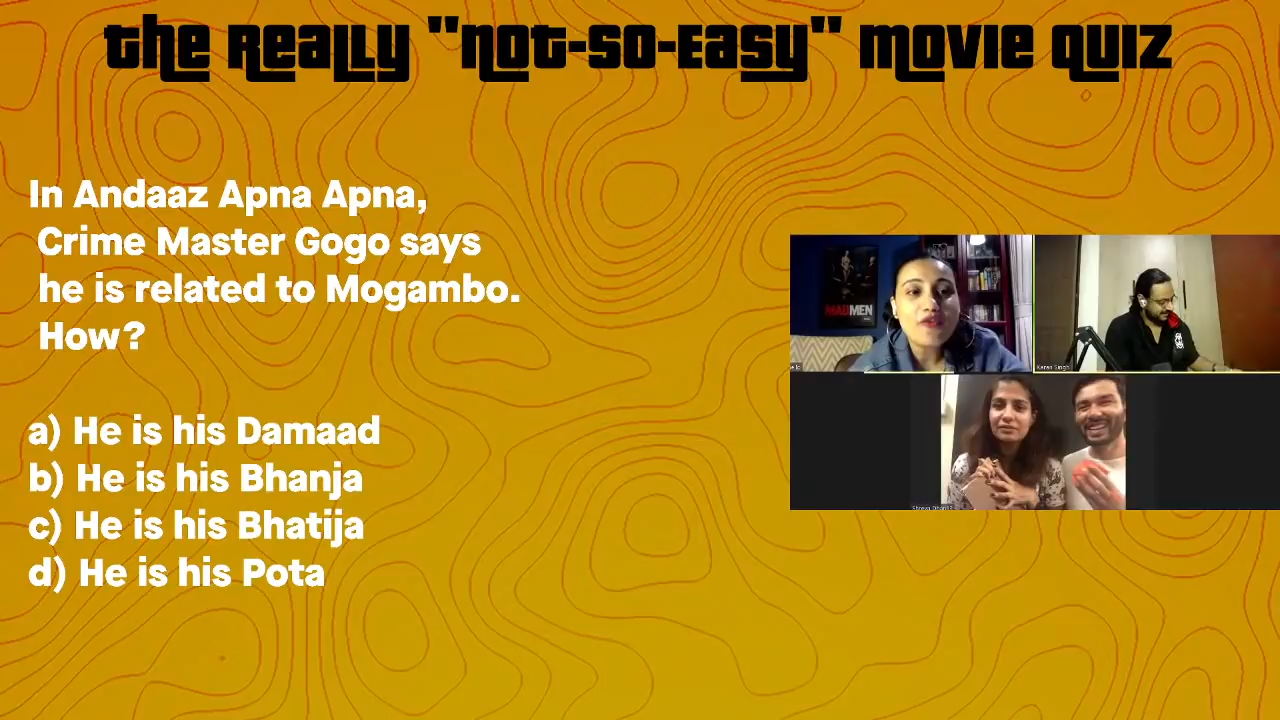 the Really "not-so-easy" movie quiz
In Andaaz Apna Apna,
Crime Master Gogo says
he is related to Mogambo.
How?
a) He is his Damaad
b) He is his Bhanja
c) He is his Bhatija
d) He is his Pota
MADMEN
Karan Singh